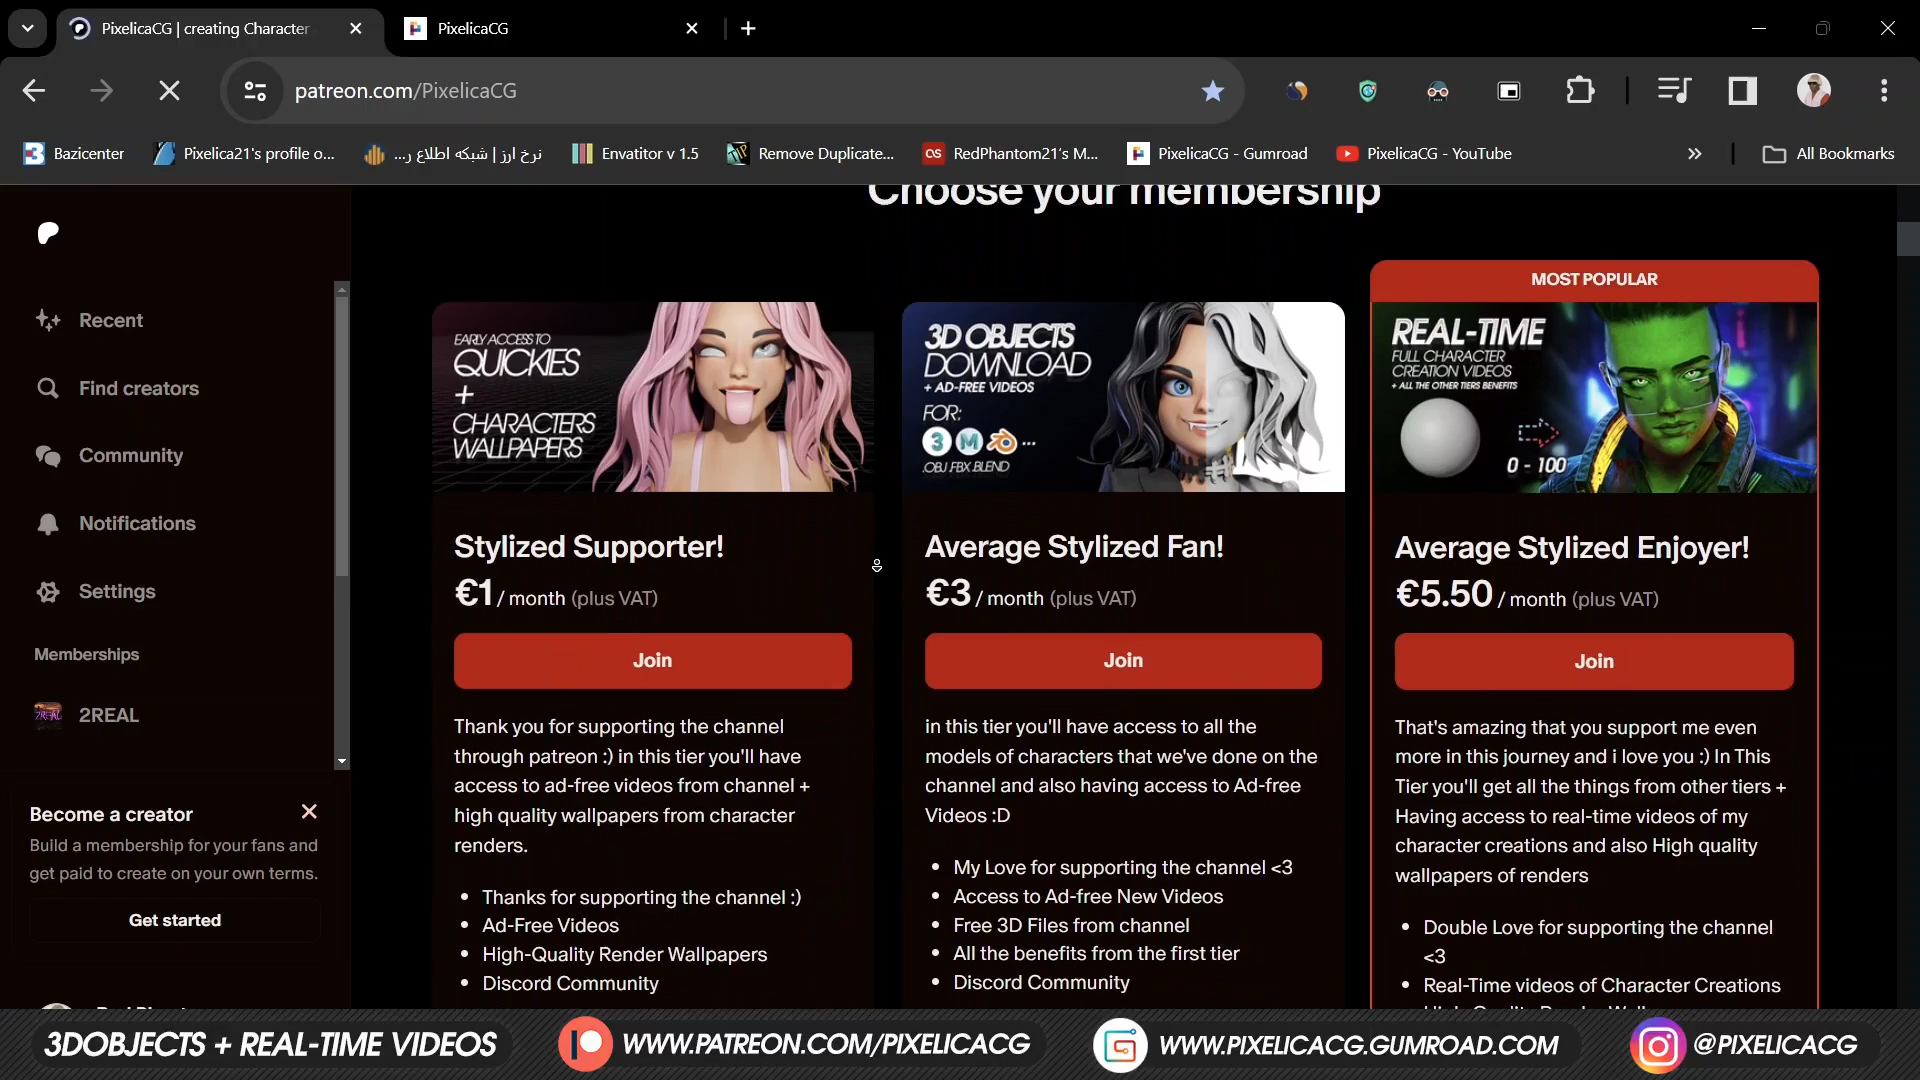 PixelicaCG | creating Character
PixelicaCG
patreon.com/PixelicaCG
Bazicenter
Pixelica21's profile o...
نرخ ارز | شبکه اطلاع ر...
Envatitor v 1.5
Remove Duplicate...
RedPhantom21's M...
PixelicaCG - Gumroad
PixelicaCG - YouTube
All Bookmarks
Recent
Find creators
Community
Notifications
Settings
Memberships
2REAL
Become a creator
Build a membership for your fans and
get paid to create on your own terms.
Get started
Choose your membership
EARLY ACCESS TO
QUICKIES
+
CHARACTERS
WALLPAPERS
Stylized Supporter!
€1 / month (plus VAT)
Join
Thank you for supporting the channel
through patreon :) in this tier you'll have
access to ad-free videos from channel +
high quality wallpapers from character
renders.
• Thanks for supporting the channel :)
• Ad-Free Videos
• High-Quality Render Wallpapers
• Discord Community
3D OBJECTS
DOWNLOAD
+ AD-FREE VIDEOS
FOR:
3 M ...
.OBJ .FBX .BLEND
Average Stylized Fan!
€3 / month (plus VAT)
Join
in this tier you'll have access to all the
models of characters that we've done on the
channel and also having access to Ad-free
Videos :D
• My Love for supporting the channel <3
• Access to Ad-free New Videos
• Free 3D Files from channel
• All the benefits from the first tier
• Discord Community
MOST POPULAR
REAL-TIME
FULL CHARACTER
CREATION VIDEOS
+ ALL THE OTHER TIERS BENEFITS
0 - 100
Average Stylized Enjoyer!
€5.50 / month (plus VAT)
Join
That's amazing that you support me even
more in this journey and i love you :) In This
Tier you'll get all the things from other tiers +
Having access to real-time videos of my
character creations and also High quality
wallpapers of renders
• Double Love for supporting the channel
<3
• Real-Time videos of Character Creations
3DOBJECTS + REAL-TIME VIDEOS
WWW.PATREON.COM/PIXELICACG
WWW.PIXELICACG.GUMROAD.COM
@PIXELICACG